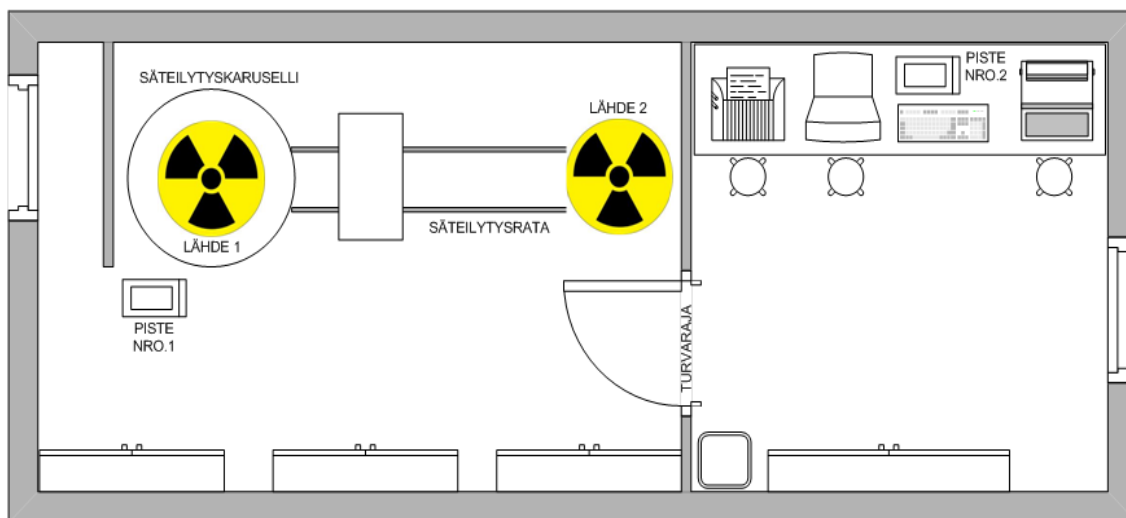 SÄTEILYTYSKARUSELLI
LÄHDE 1
LÄHDE 2
SÄTEILYTYSRATA
PISTE
NRO.1
TURVARAJA
PISTE
NRO.2